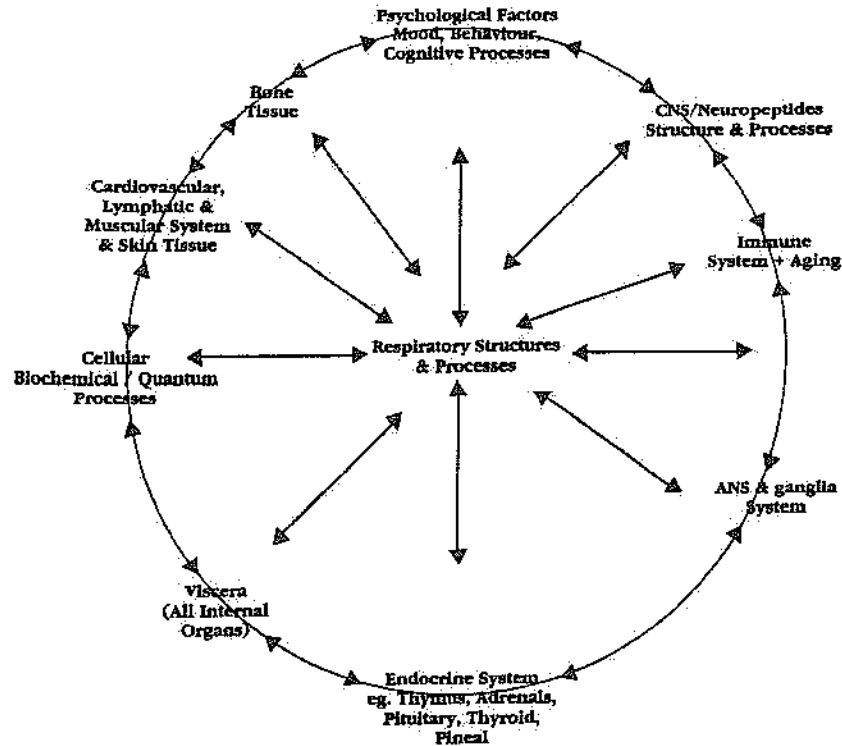 Psychological Factors
Mood, Behaviour,
Cognitive Processes
Bone
Tissue
CNS/Neuropeptides
Structure & Processes
Cardiovascular,
Lymphatic &
Muscular System
& Skin Tissue
Immune
System + Aging
Respiratory Structures
& Processes
Cellular
Biochemical / Quantum
Processes
ANS & ganglia
System
Viscera
(All Internal
Organs)
Endocrine System
eg. Thymus, Adrenals,
Pituitary, Thyroid,
Pineal